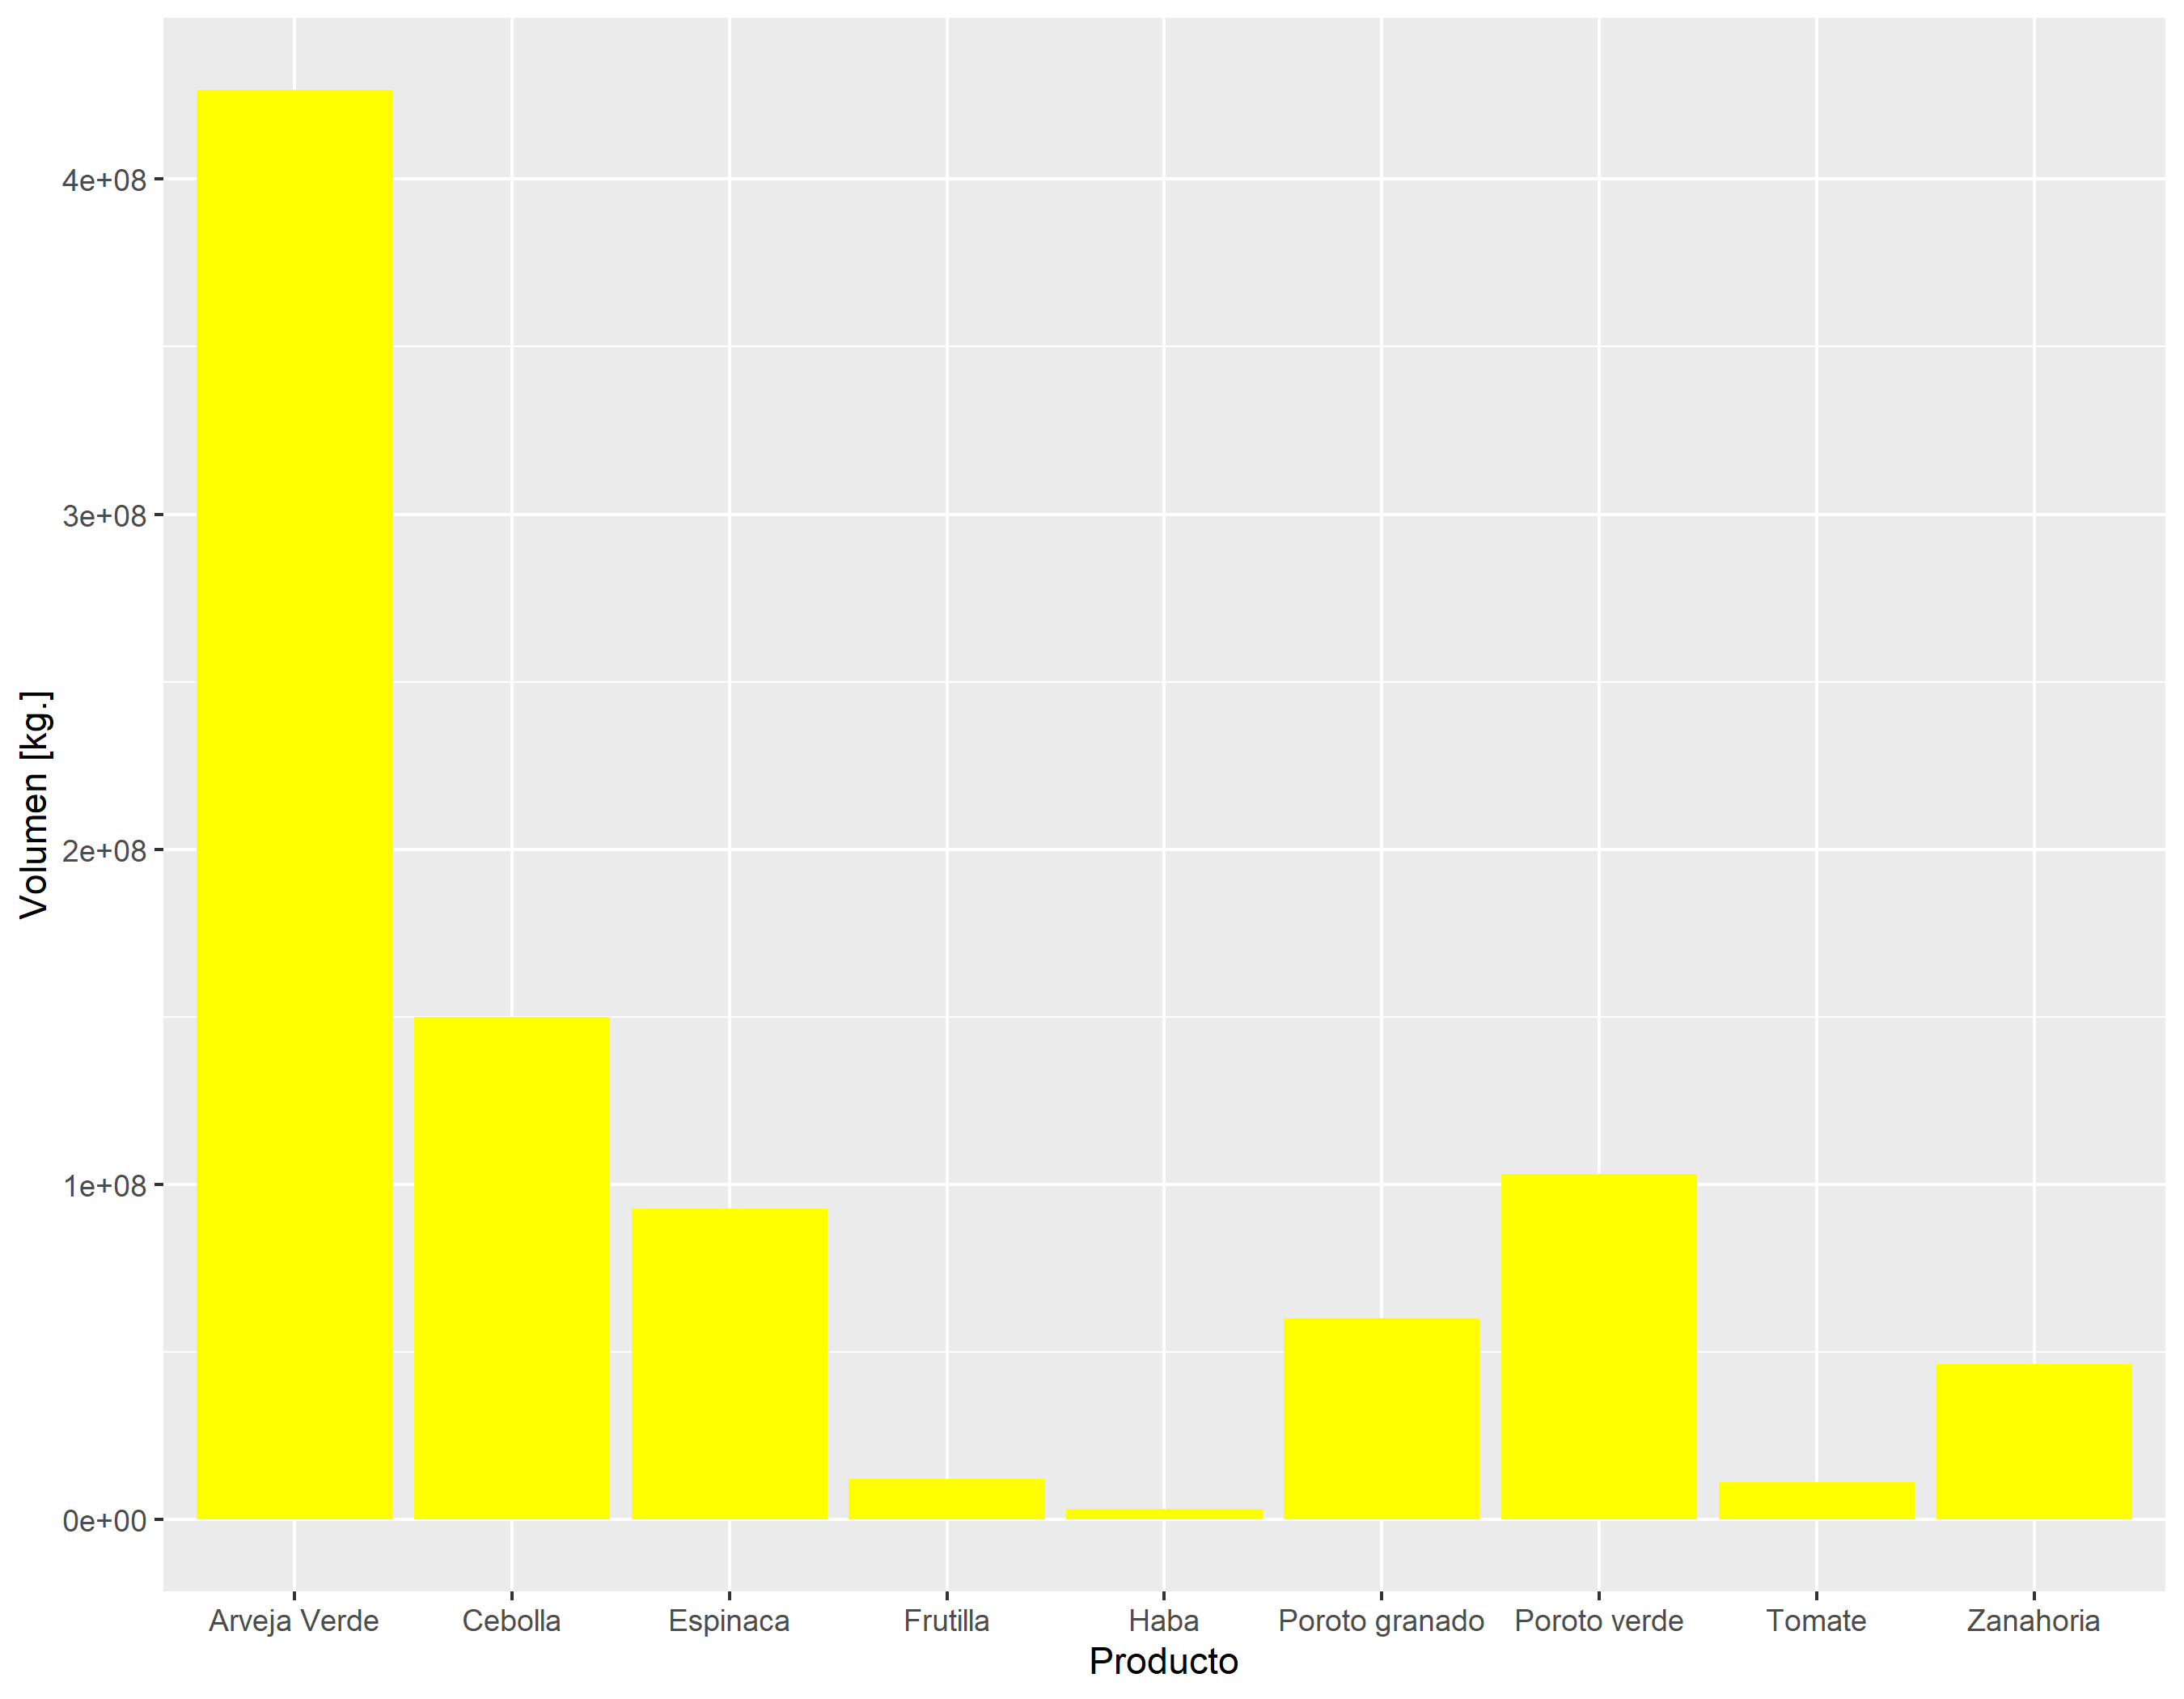 Volumen [kg.]
4e+08
3e+08
2e+08
1e+08
0e+00
Arveja Verde Cebolla Espinaca Frutilla Haba Poroto granado Poroto verde Tomate Zanahoria
Producto